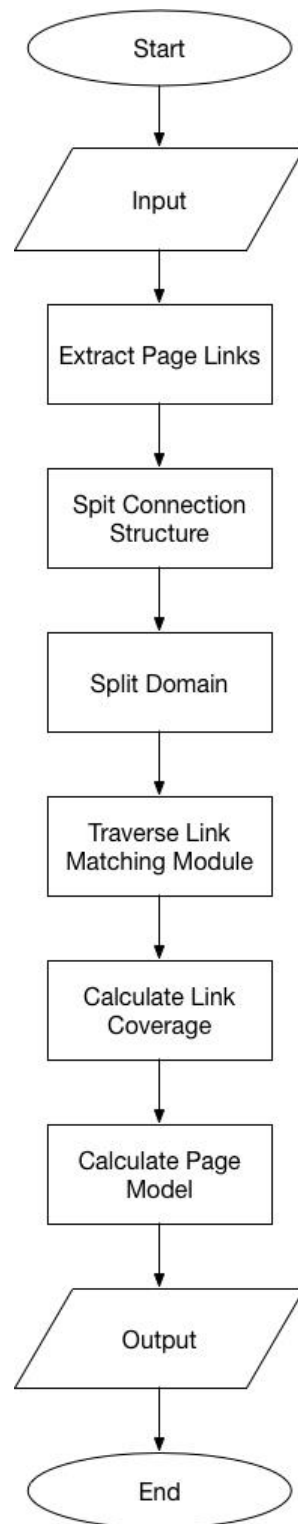 Start
Input
Extract Page Links
Spit Connection
Structure
Split Domain
Traverse Link
Matching Module
Calculate Link
Coverage
Calculate Page
Model
Output
End